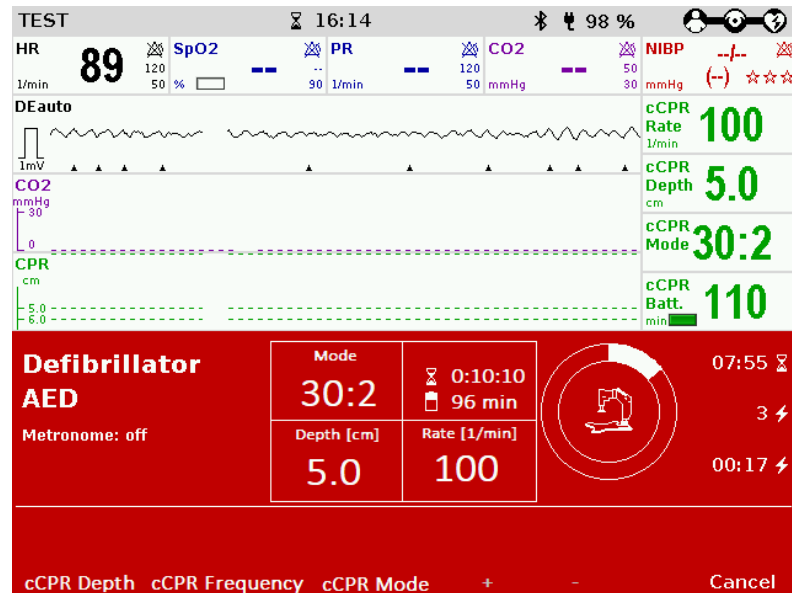 TEST 16:14 98 %
HR 89 120 50 1/min
SpO2 -- -- 90 %
PR -- 120 50 1/min
CO2 -- 50 30 mmHg
NIBP --/-- (--) mmHg
DEauto
1mV
cCPR Rate 1/min 100
cCPR Depth cm 5.0
CO2
mmHg
30
0
cCPR Mode 30:2
CPR
cm
5.0
6.0
cCPR Batt. min 110
Defibrillator
AED
Metronome: off
Mode
30:2
0:10:10
96 min
Depth [cm]
5.0
Rate [1/min]
100
07:55
3
00:17
cCPR Depth cCPR Frequency cCPR Mode + - Cancel